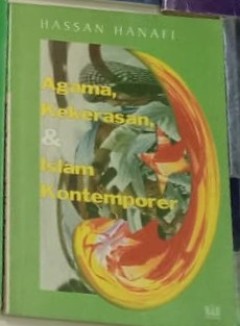 HASSAN HANAFI
Agama,
Kekerasan,
&
Islam
Kontemporer